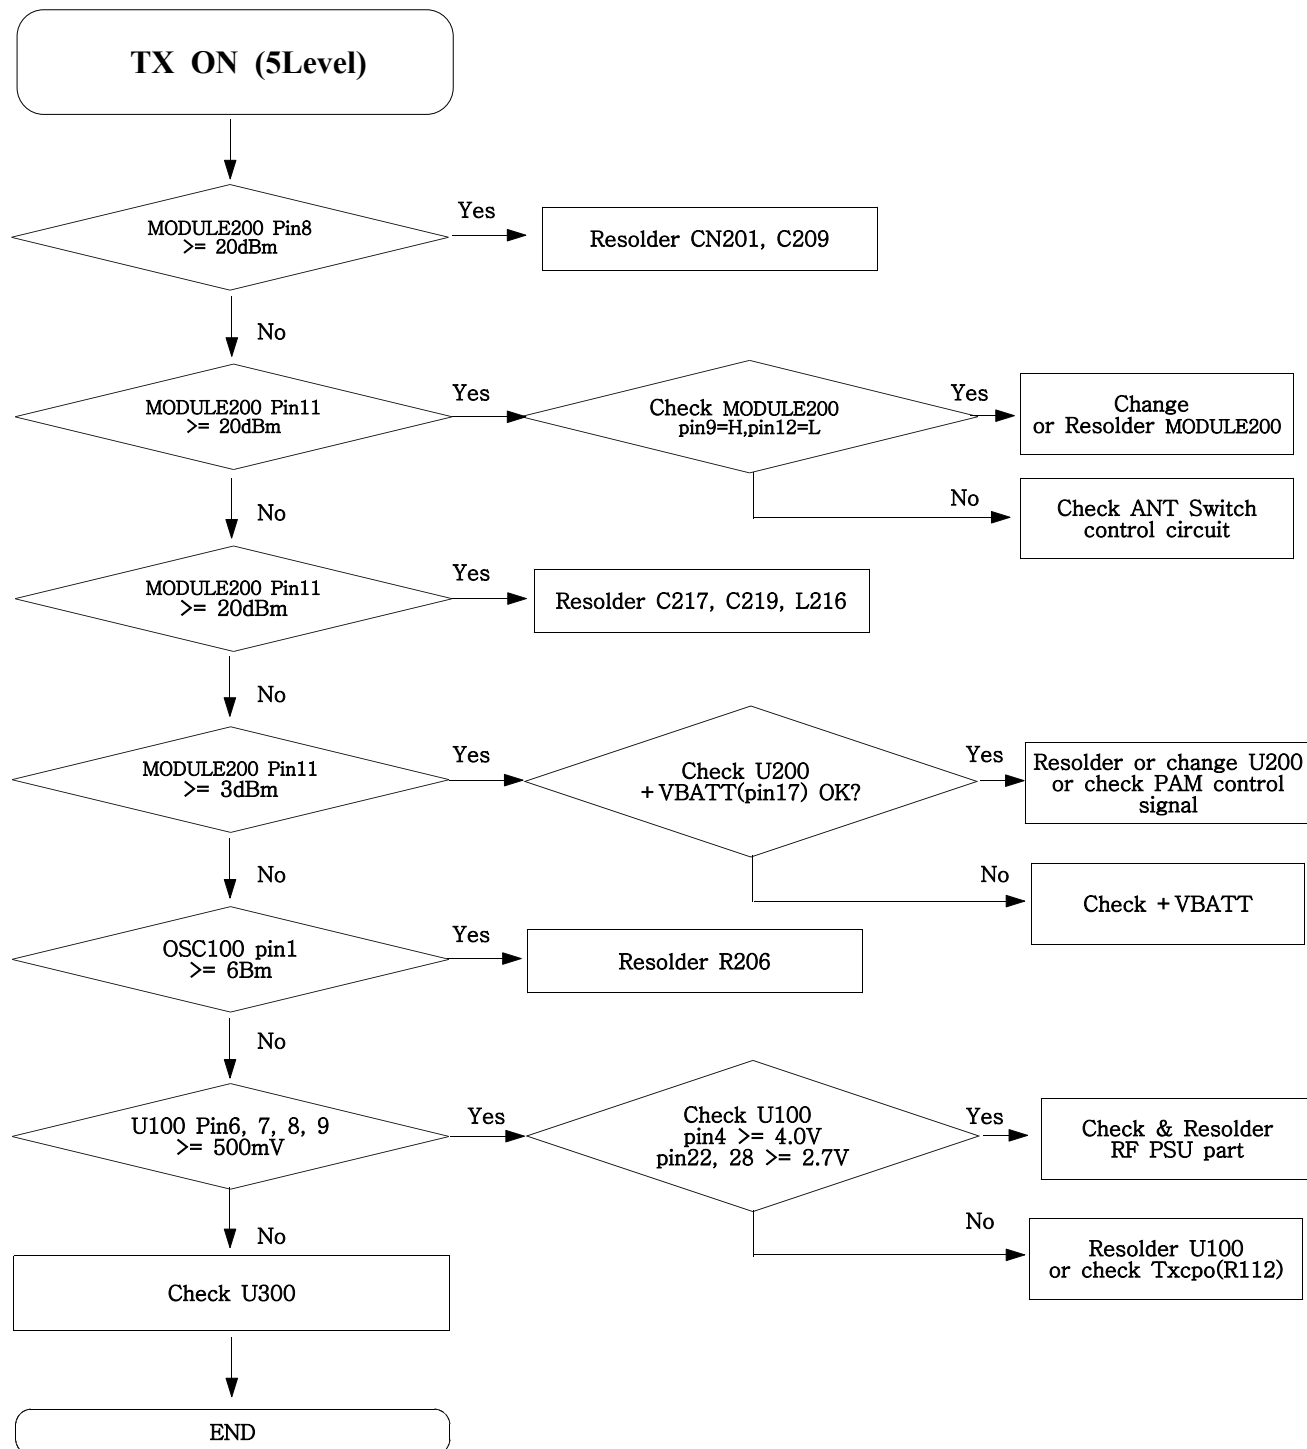 TX ON (5Level)
MODULE200 Pin8
>= 20dBm
Yes
Resolder CN201, C209
No
MODULE200 Pin11
>= 20dBm
Yes
Check MODULE200
pin9=H,pin12=L
Yes
Change
or Resolder MODULE200
No
Check ANT Switch
control circuit
No
MODULE200 Pin11
>= 20dBm
Yes
Resolder C217, C219, L216
No
MODULE200 Pin11
>= 3dBm
Yes
Check U200
+VBATT(pin17) OK?
Yes
Resolder or change U200
or check PAM control
signal
No
Check +VBATT
No
OSC100 pin1
>= 6Bm
Yes
Resolder R206
No
U100 Pin6, 7, 8, 9
>= 500mV
Yes
Check U100
pin4 >= 4.0V
pin22, 28 >= 2.7V
Yes
Check & Resolder
RF PSU part
No
Resolder U100
or check Txcpo(R112)
No
Check U300
END